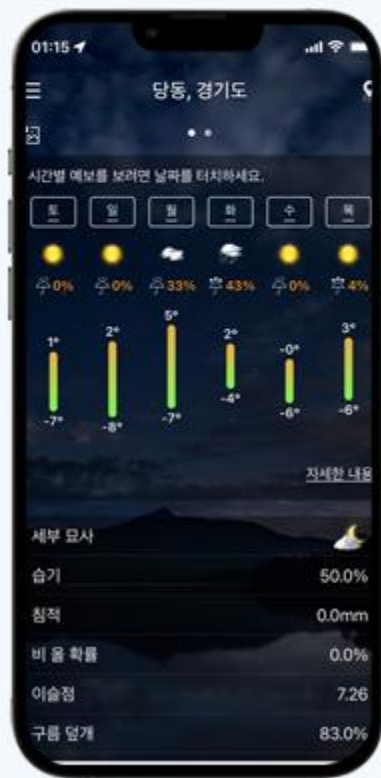 01:15
당동, 경기도
시간별 예보를 보려면 날짜를 터치하세요.
토 일 월 화 수 목
0% 0% 33% 43% 0% 4%
1° 2° 5° 2° -0° 3°
-7° -8° -7° -4° -6° -6°
자세한 내용
세부 묘사
습기 50.0%
침적 0.0mm
비 올 확률 0.0%
이슬점 7.26
구름 덮개 83.0%